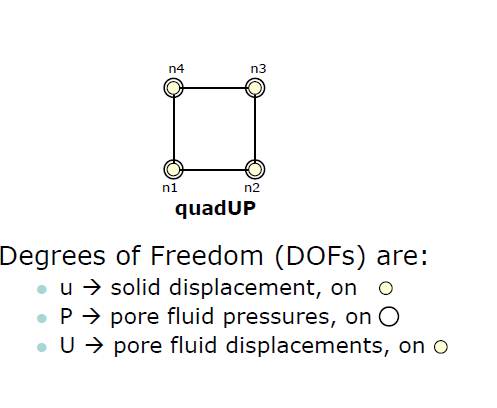 n4 n3
n1 n2
quadUP
Degrees of Freedom (DOFs) are:
u → solid displacement, on
P → pore fluid pressures, on
U → pore fluid displacements, on